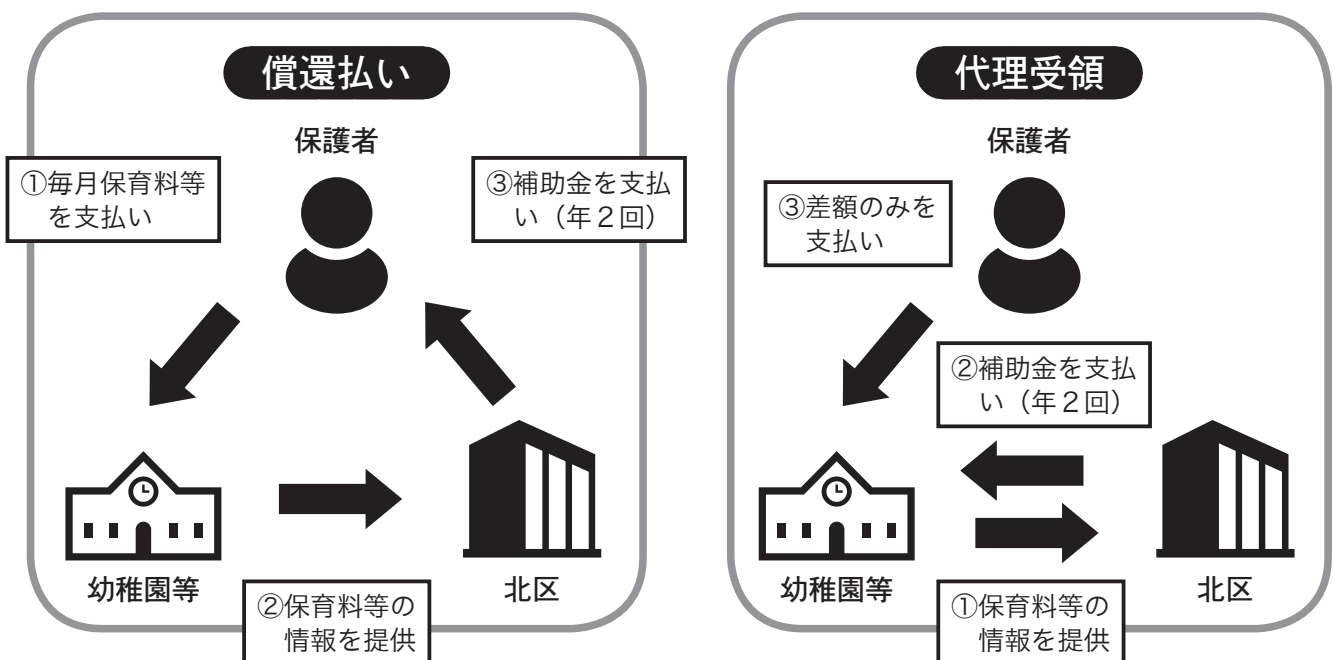 償還払い
保護者
①毎月保育料等
を支払い
③補助金を支払
い（年２回）
幼稚園等
北区
②保育料等の
情報を提供
代理受領
保護者
③差額のみを
支払い
②補助金を支払
い（年２回）
幼稚園等
北区
①保育料等の
情報を提供